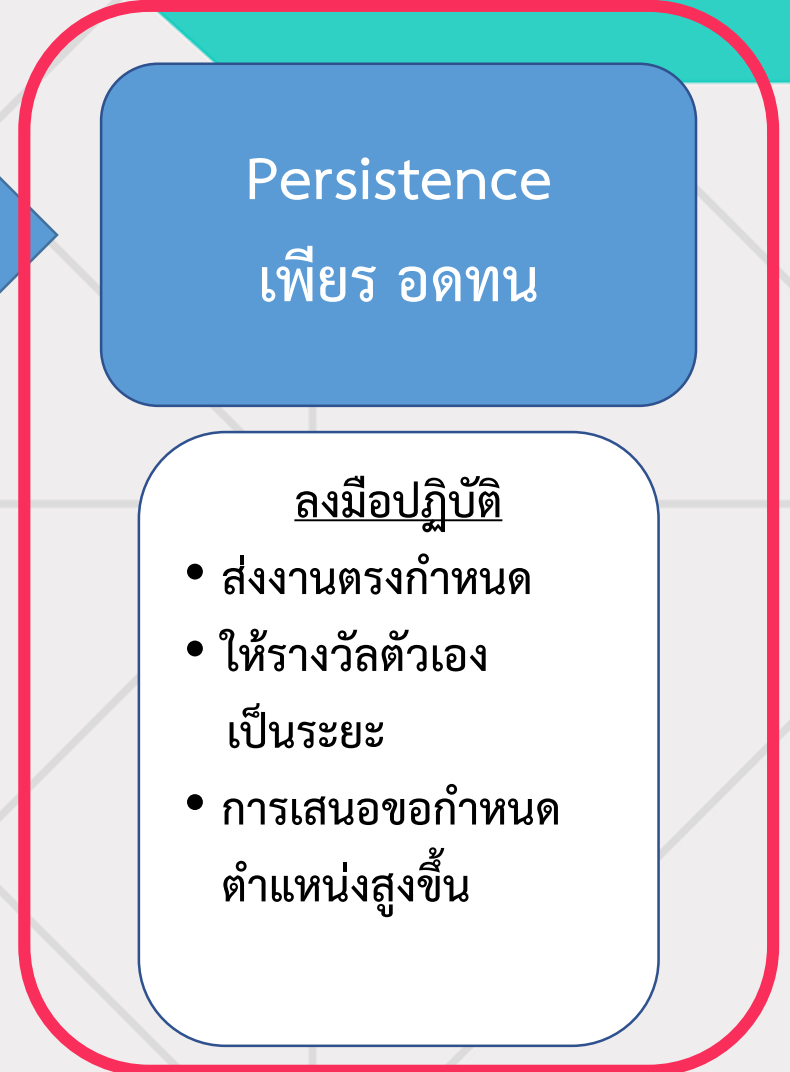 Persistence
เพียร อดทน
ลงมือปฏิบัติ
• ส่งงานตรงกำหนด
• ให้รางวัลตัวเอง
เป็นระยะ
• การเสนอขอกำหนด
ตำแหน่งสูงขึ้น